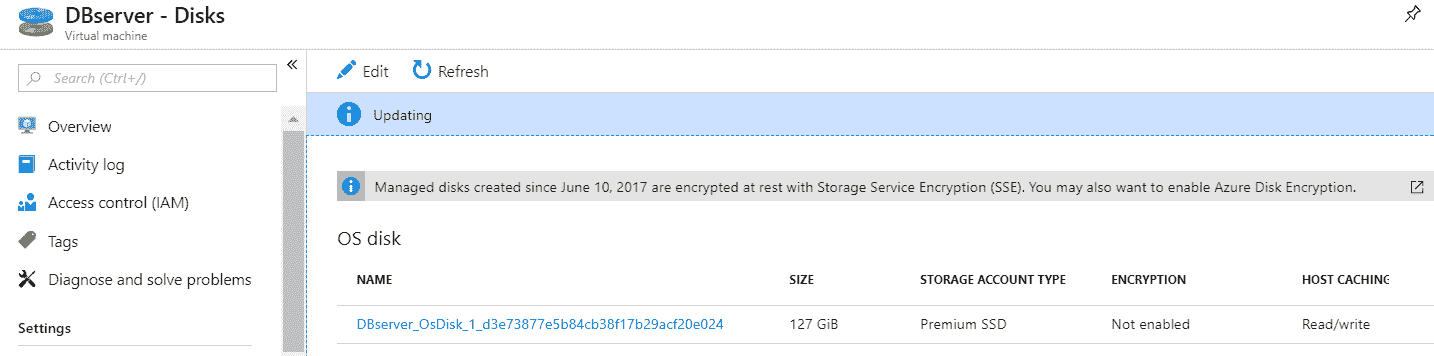 DBserver - Disks
Virtual machine
Search (Ctrl+/)
Overview
Activity log
Access control (IAM)
Tags
Diagnose and solve problems
Settings
Edit Refresh
Updating
Managed disks created since June 10, 2017 are encrypted at rest with Storage Service Encryption (SSE). You may also want to enable Azure Disk Encryption.
OS disk
NAME SIZE STORAGE ACCOUNT TYPE ENCRYPTION HOST CACHING
DBserver_OsDisk_1_d3e73877e5b84cb38f17b29acf20e024 127 GiB Premium SSD Not enabled Read/write